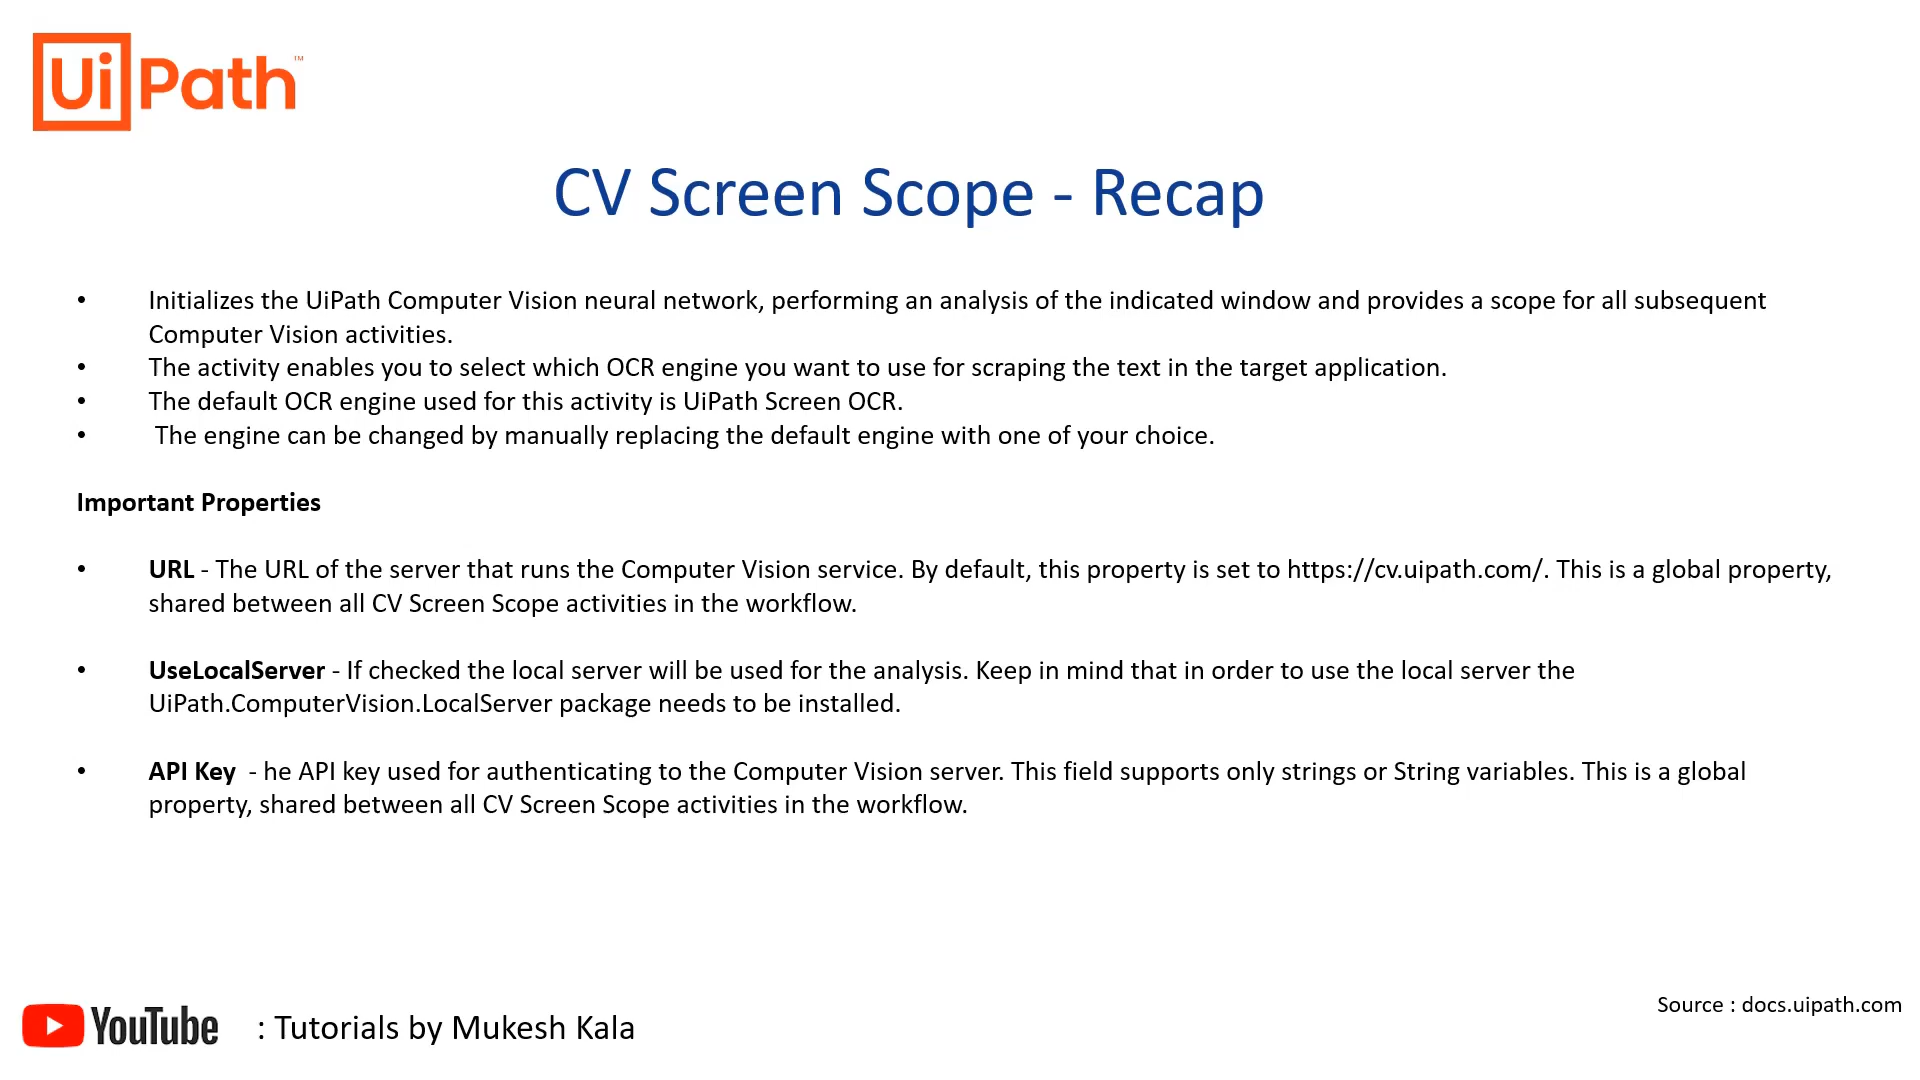 UiPath™
CV Screen Scope - Recap
• Initializes the UiPath Computer Vision neural network, performing an analysis of the indicated window and provides a scope for all subsequent
Computer Vision activities.
• The activity enables you to select which OCR engine you want to use for scraping the text in the target application.
• The default OCR engine used for this activity is UiPath Screen OCR.
• The engine can be changed by manually replacing the default engine with one of your choice.
Important Properties
• URL - The URL of the server that runs the Computer Vision service. By default, this property is set to https://cv.uipath.com/. This is a global property,
shared between all CV Screen Scope activities in the workflow.
• UseLocalServer - If checked the local server will be used for the analysis. Keep in mind that in order to use the local server the
UiPath.ComputerVision.LocalServer package needs to be installed.
• API Key - he API key used for authenticating to the Computer Vision server. This field supports only strings or String variables. This is a global
property, shared between all CV Screen Scope activities in the workflow.
Source : docs.uipath.com
YouTube : Tutorials by Mukesh Kala